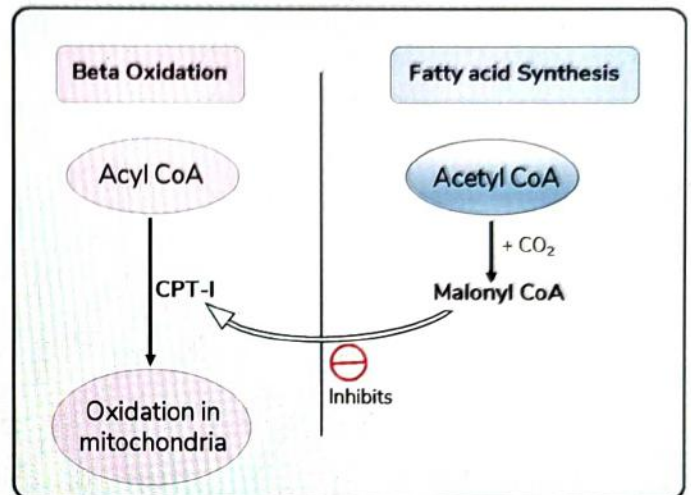 Beta Oxidation
Acyl CoA
CPT-I
Oxidation in
mitochondria
Fatty acid Synthesis
Acetyl CoA
+ CO₂
Malonyl CoA
Inhibits